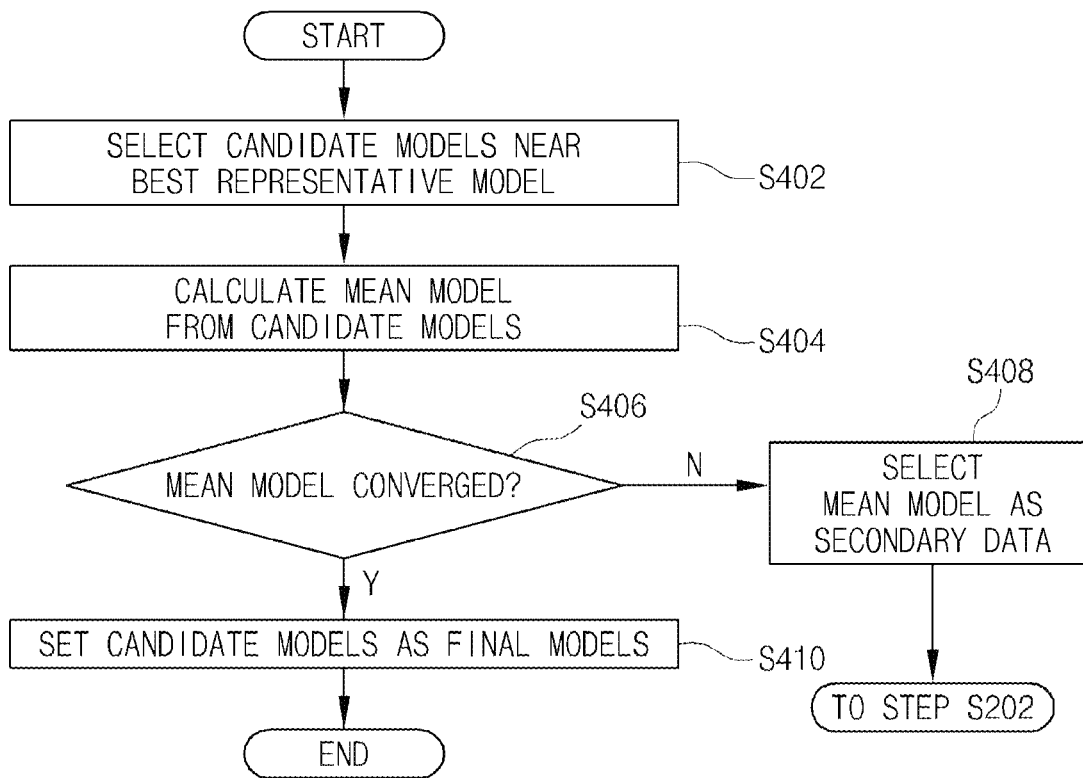 START
SELECT CANDIDATE MODELS NEAR
BEST REPRESENTATIVE MODEL
S402
CALCULATE MEAN MODEL
FROM CANDIDATE MODELS
S404
MEAN MODEL CONVERGED?
S406
N
S408
SELECT
MEAN MODEL AS
SECONDARY DATA
TO STEP S202
Y
SET CANDIDATE MODELS AS FINAL MODELS
S410
END